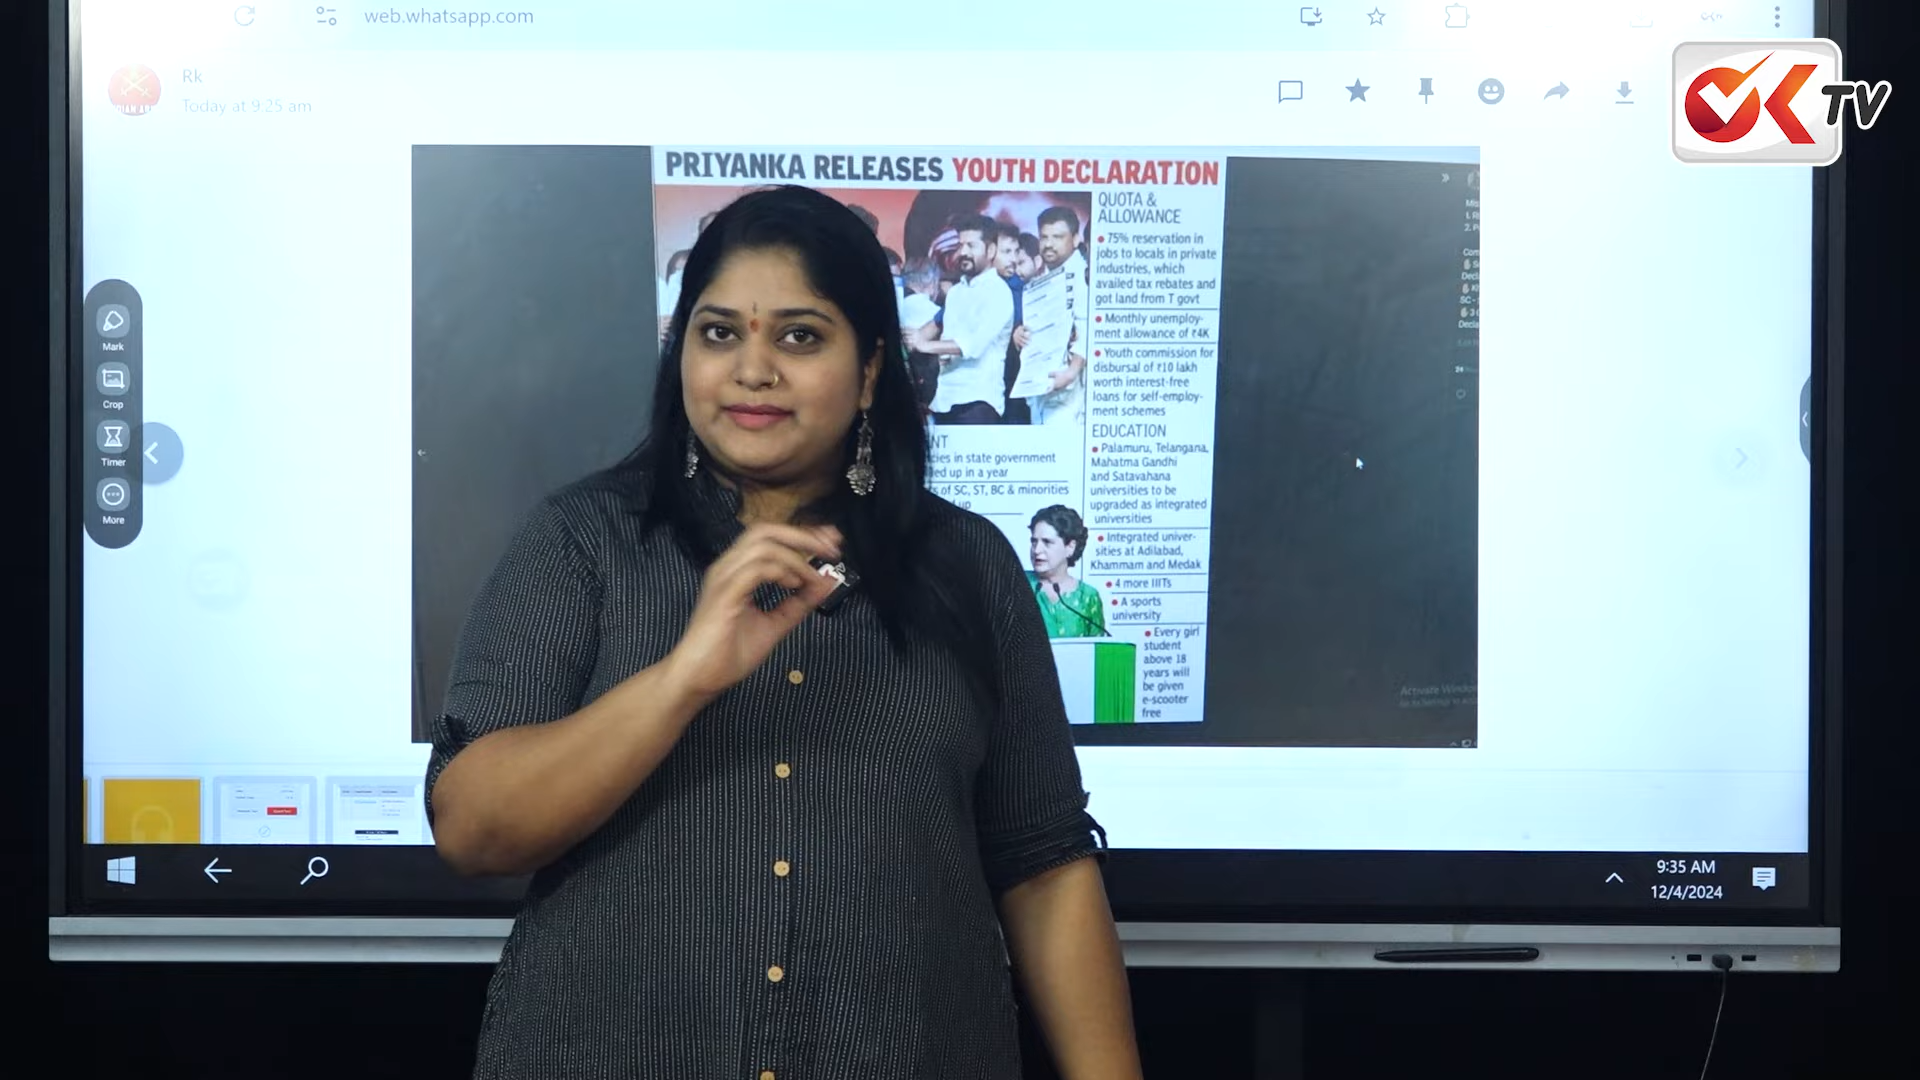 web.whatsapp.com
Rk
Today at 9:25 am
OK TV
PRIYANKA RELEASES YOUTH DECLARATION
QUOTA &
ALLOWANCE
75% reservation in
jobs to locals in private
industries, which
availed tax rebates and
got land from T govt
Monthly unemploy-
ment allowance of ₹4K
Youth commission for
disbursal of ₹10 lakh
worth interest-free
loans for self-employ-
ment schemes
EDUCATION
Palamuru, Telangana,
Mahatma Gandhi
and Satavahana
universities to be
upgraded as integrated
universities
Integrated univer-
sities at Adilabad,
Khammam and Medak
4 more IIITs
A sports
university
Every girl
student
above 18
years will
be given
e-scooter
free
NT
cies in state government
led up in a year
s of SC, ST, BC & minorities
up
Mark
Crop
Timer
More
Activate Window
9:35 AM
12/4/2024